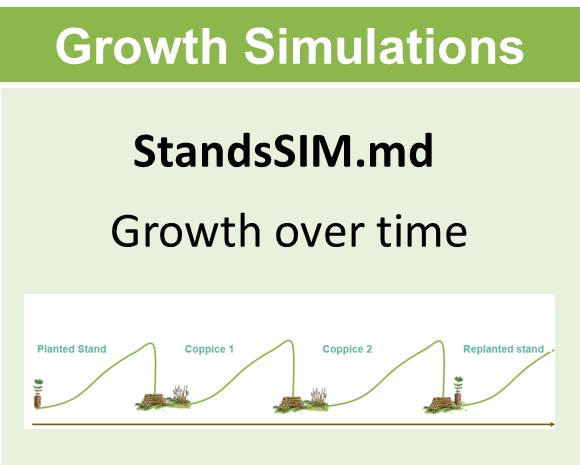 Growth Simulations
StandsSIM.md
Growth over time
Planted Stand Coppice 1 Coppice 2 Replanted stand